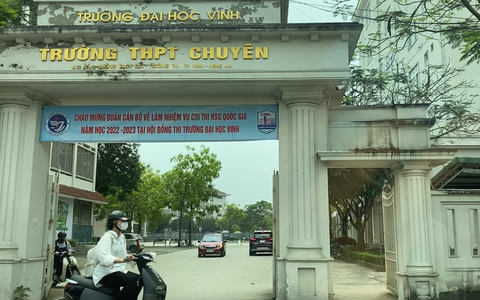 TRƯỜNG ĐẠI HỌC VINH
TRƯỜNG THPT CHUYÊN
CHÀO MỪNG ĐOÀN CÁN BỘ VỀ LÀM NHIỆM VỤ COI THI HSG QUỐC GIA
NĂM HỌC 2022 -2023 TẠI HỘI ĐỒNG THI TRƯỜNG ĐẠI HỌC VINH